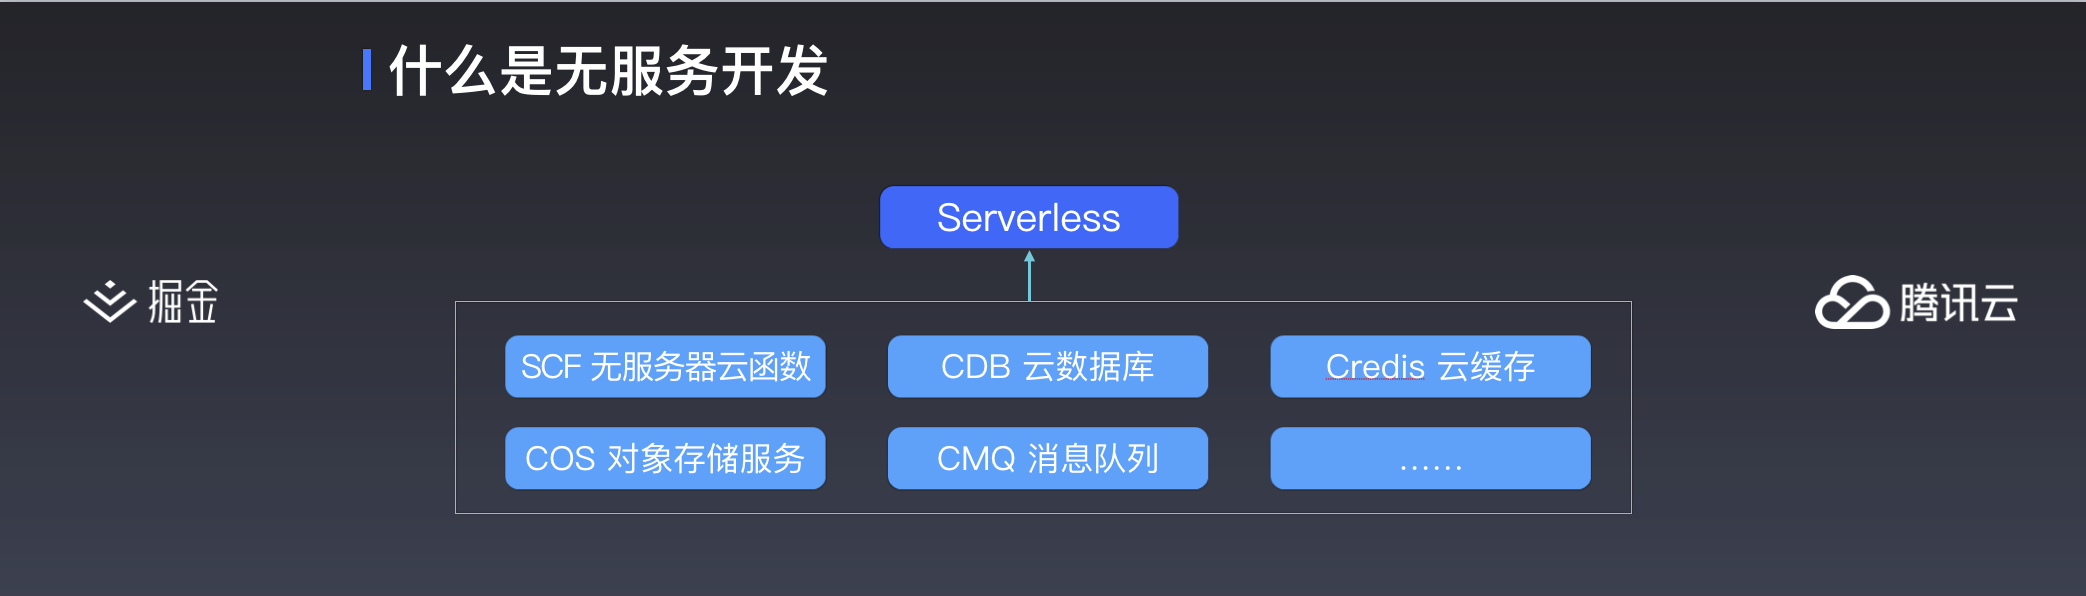 什么是无服务开发
Serverless
掘金
腾讯云
SCF 无服务器云函数
CDB 云数据库
Credis 云缓存
COS 对象存储服务
CMQ 消息队列
......